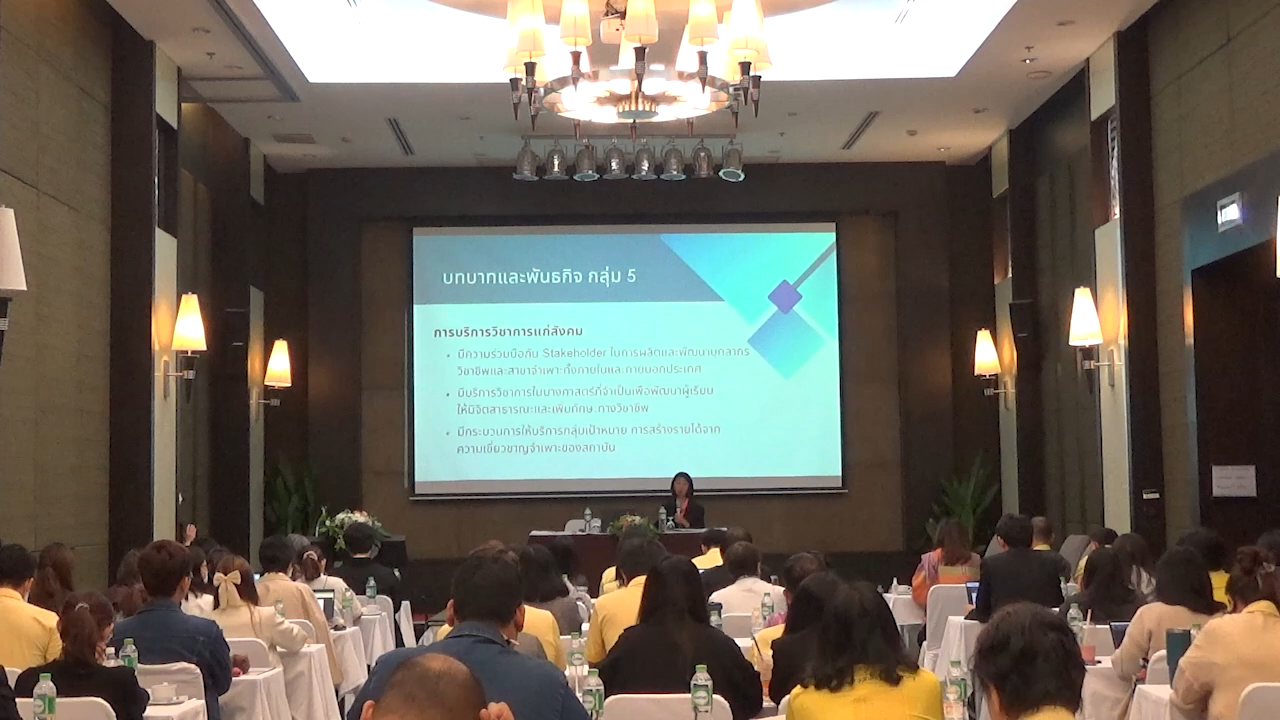 บทบาทและพันธกิจ กลุ่ม 5
การบริการวิชาการแก่สังคม
• มีความร่วมมือกับ Stakeholder ในการผลิตและพัฒนาบุคลากร
วิชาชีพและสาขาจำเพาะทั้งภายในและภายนอกประเทศ
• มีบริการวิชาการในบางศาสตร์ที่จำเป็นเพื่อพัฒนาผู้เรียน
ให้มีจิตสาธารณะและเพิ่มทักษะทางวิชาชีพ
• มีกระบวนการให้บริการกลุ่มเป้าหมาย การสร้างรายได้จาก
ความเชี่ยวชาญจำเพาะของสถาบัน